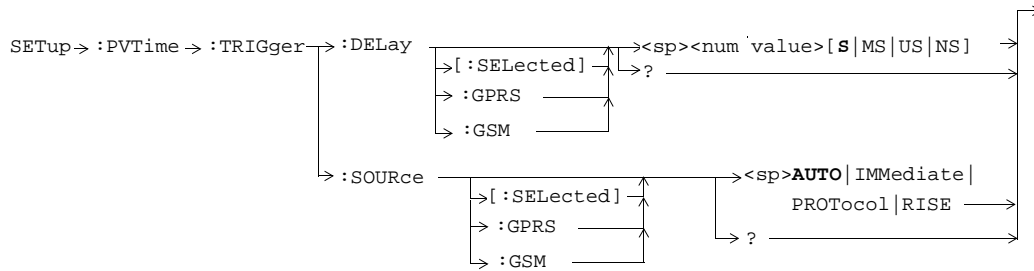 SETup :PVTime :TRIGger :DELay <sp><num value>[S|MS|US|NS]
[:SELected] ?
:GPRS
:GSM
:SOURce <sp>AUTO|IMMediate|
[:SELected] PROTocol|RISE
:GPRS
?
:GSM